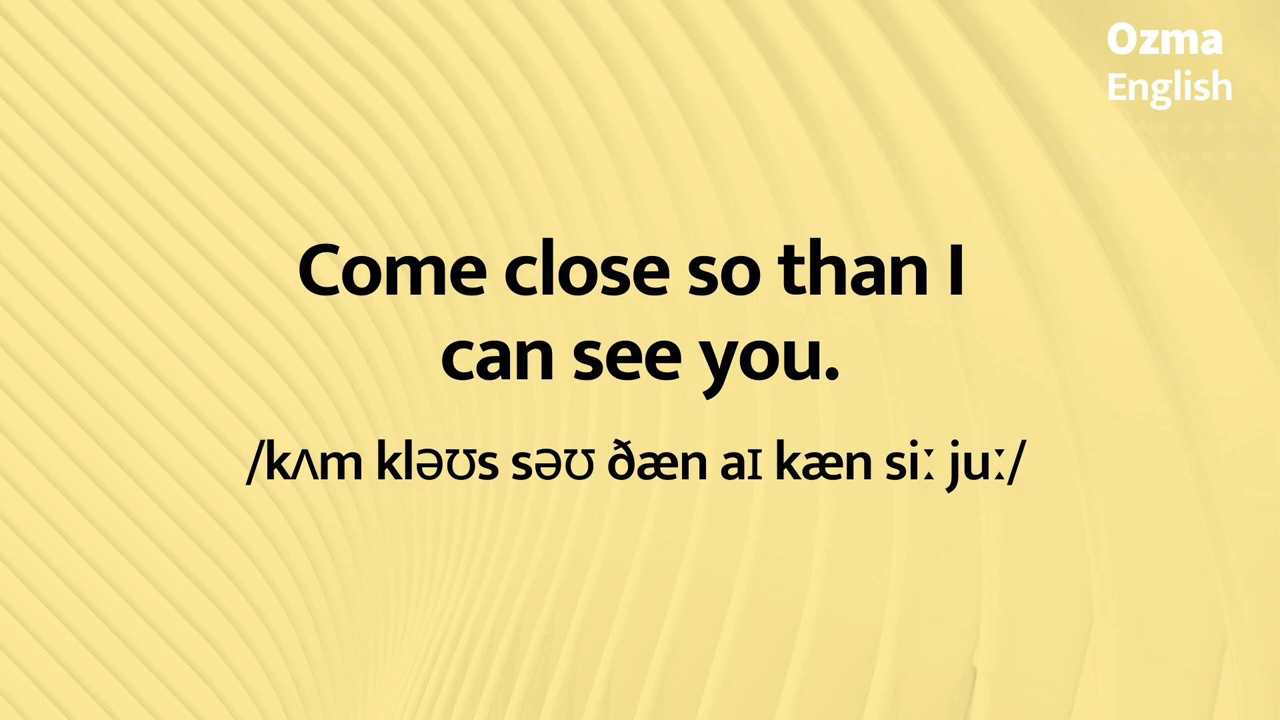 Ozma
English
Come close so than I
can see you.
/kʌm kləʊs səʊ ðæn aɪ kæn siː juː/